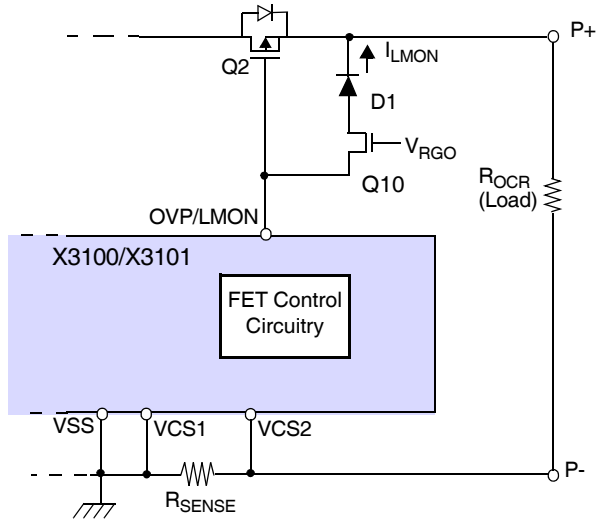 P+
I_LMON
Q2
D1
V_RGO
Q10
R_OCR
(Load)
OVP/LMON
X3100/X3101
FET Control
Circuitry
VSS
VCS1
VCS2
R_SENSE
P-